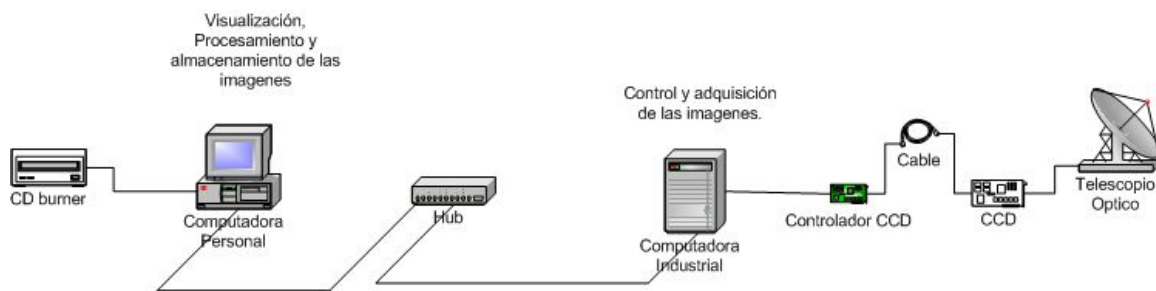 Visualización,
Procesamiento y
almacenamiento de las
imagenes
Control y adquisición
de las imagenes.
CD burner
Computadora
Personal
Hub
Computadora
Industrial
Controlador CCD
Cable
CCD
Telescopio
Optico